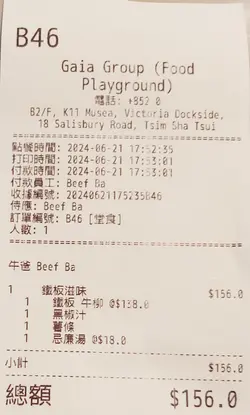 B46
Gaia Group (Food
Playground)
電話: +852 0
B2/F, K11 Musea, Victoria Dockside,
18 Salisbury Road, Tsim Sha Tsui
點餐時間: 2024-06-21 17:52:35
打印時間: 2024-06-21 17:53:01
付款時間: 2024-06-21 17:53:01
付款員工: Beef Ba
收據編號: 20240621175235B46
侍應: Beef Ba
訂單編號: B46 [堂食]
人數: 1
牛爸 Beef Ba
1 鐵板滋味 $156.0
1 鐵板 牛柳 @$138.0
1 黑椒汁
1 薯條
1 忌廉湯 @$18.0
小計 $156.0
總額 $156.0